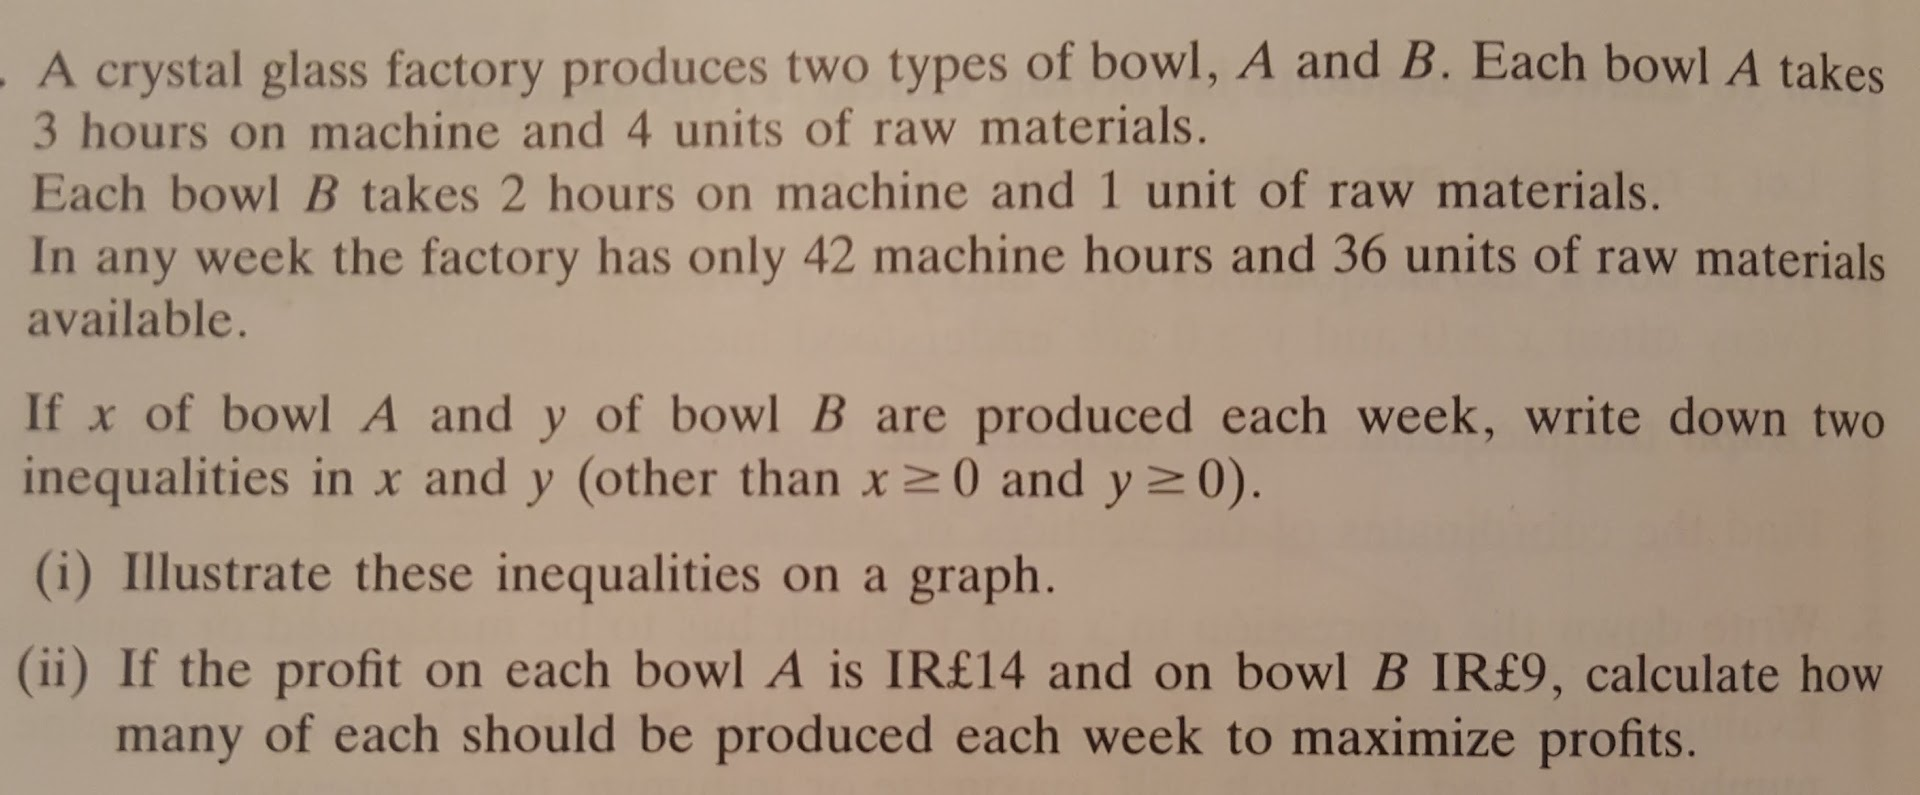 A crystal glass factory produces two types of bowl, A and B. Each bowl A takes
3 hours on machine and 4 units of raw materials.
Each bowl B takes 2 hours on machine and 1 unit of raw materials.
In any week the factory has only 42 machine hours and 36 units of raw materials
available.
If x of bowl A and y of bowl B are produced each week, write down two
inequalities in x and y (other than x ≥ 0 and y ≥ 0).
(i) Illustrate these inequalities on a graph.
(ii) If the profit on each bowl A is IR£14 and on bowl B IR£9, calculate how
many of each should be produced each week to maximize profits.